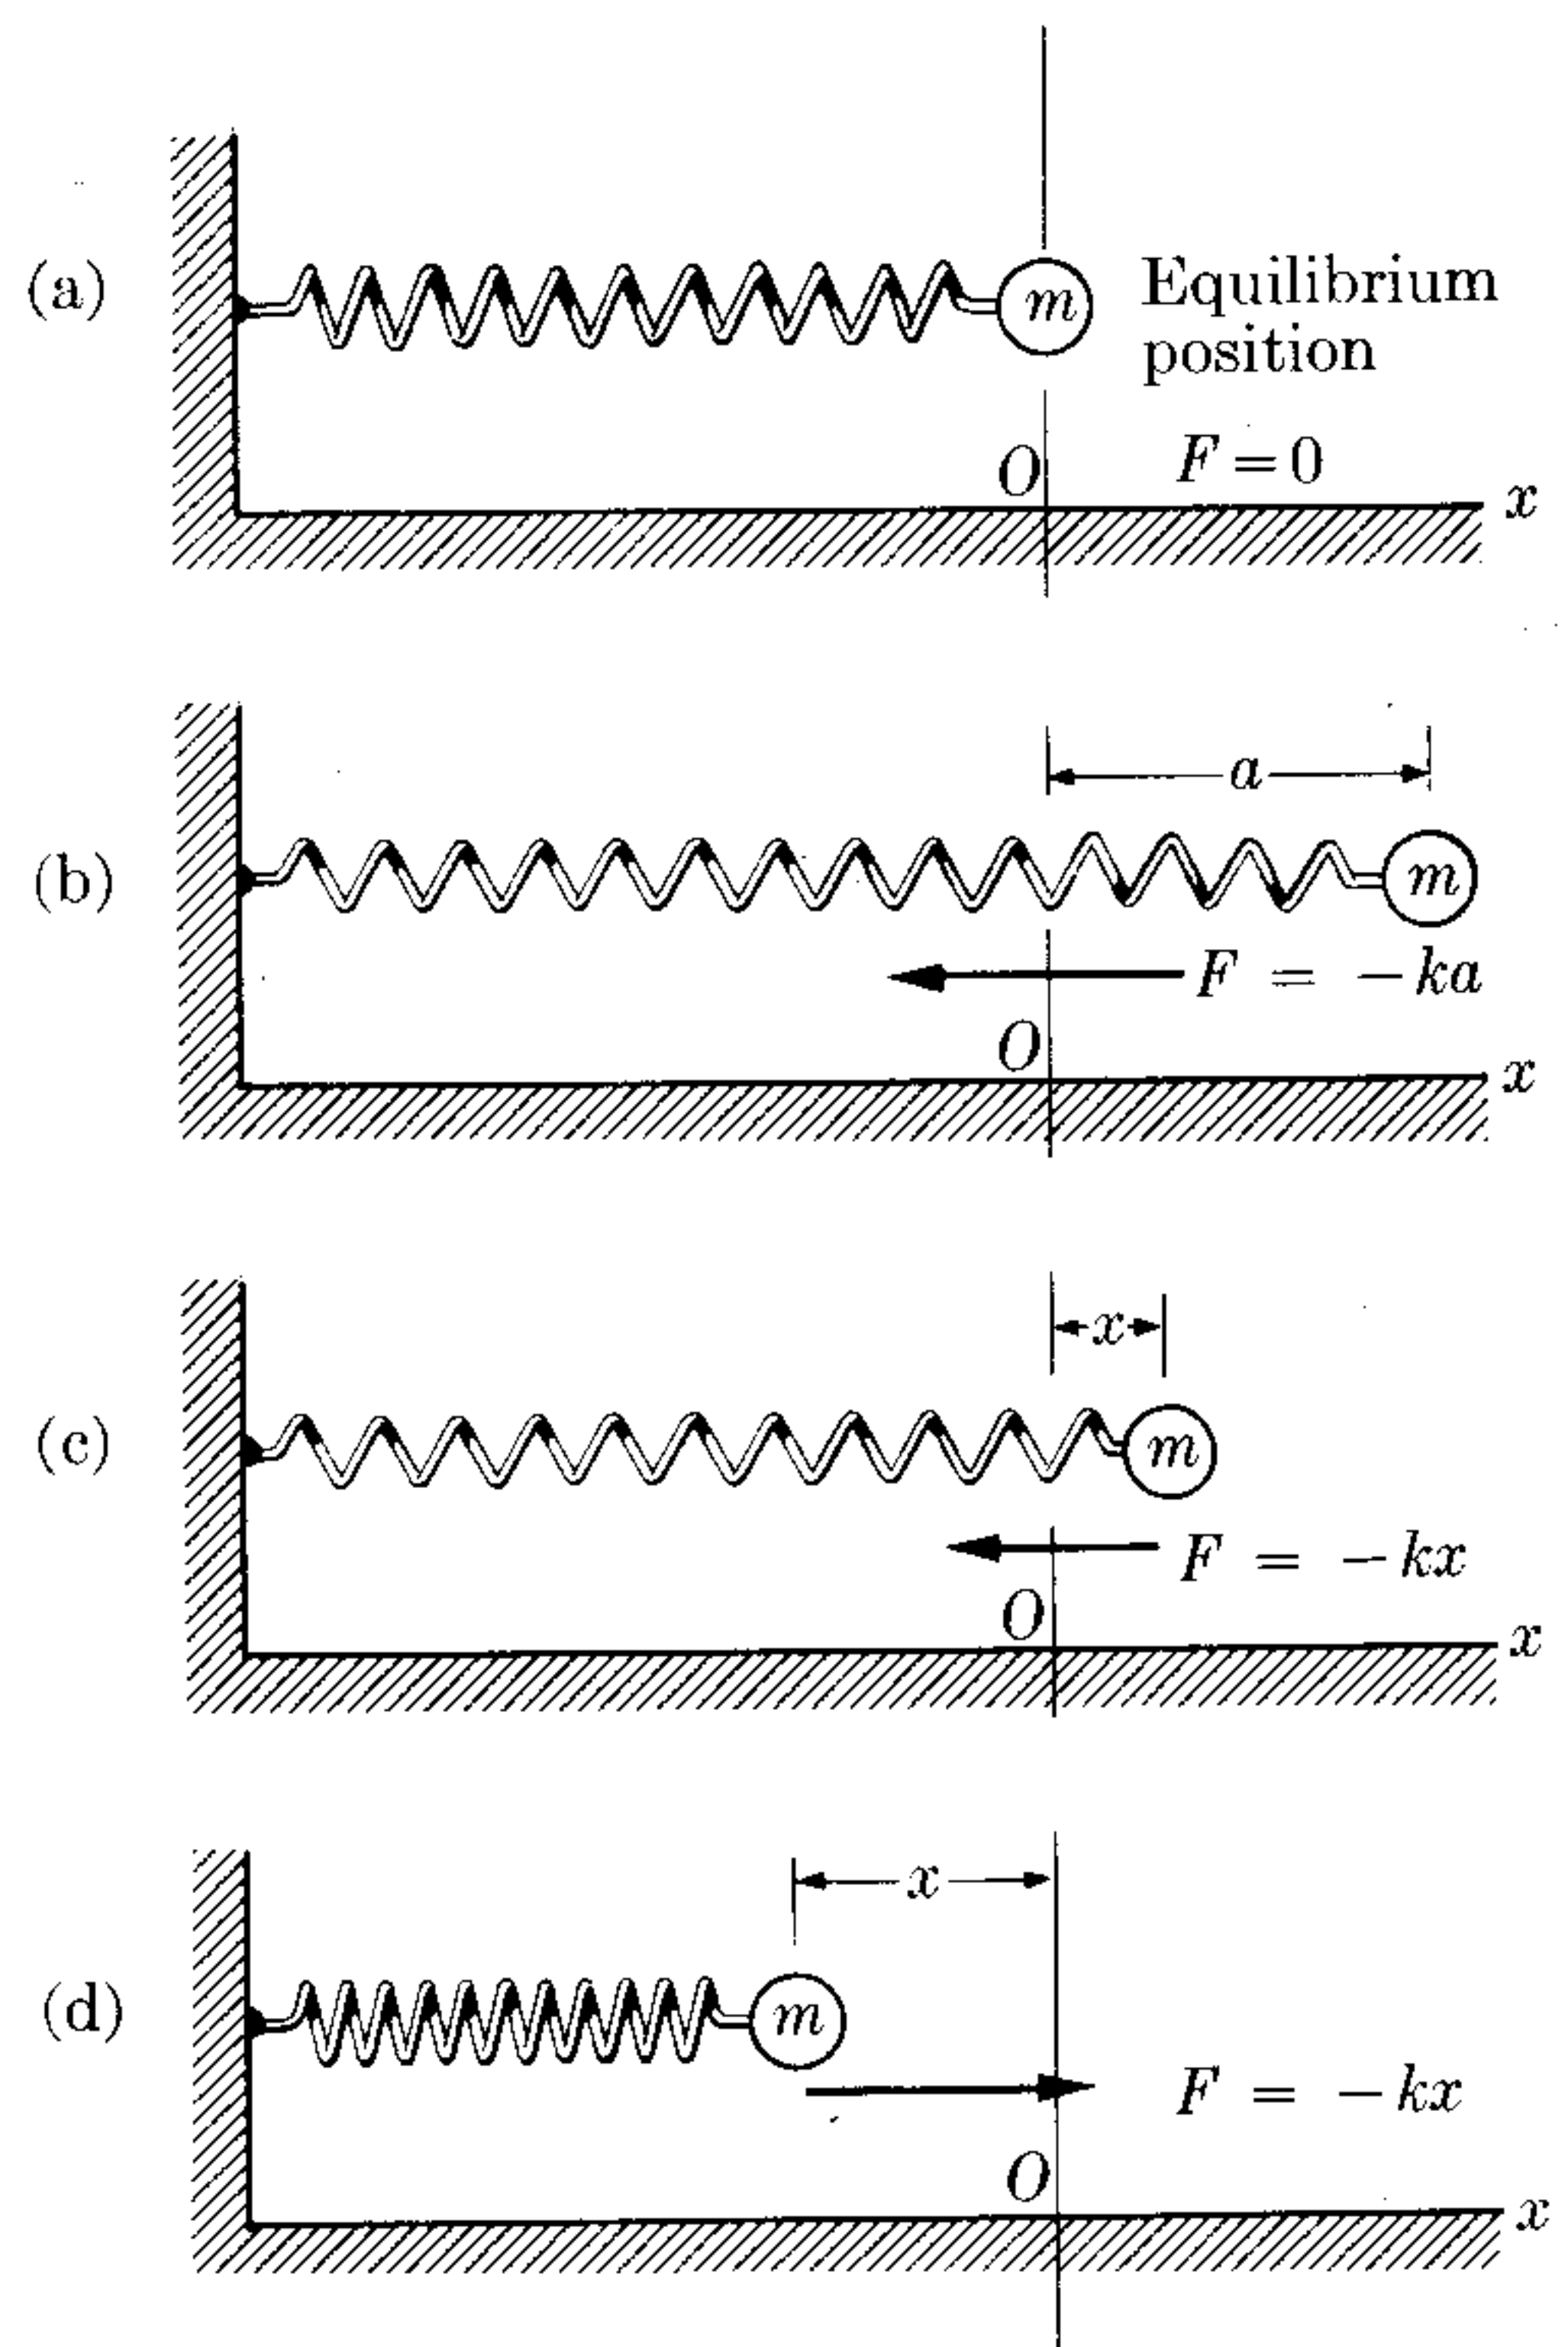 (a)
m
Equilibrium
position
O
F = 0
x
a
(b)
m
F = −ka
O
x
x
(c)
m
F = −kx
O
x
x
(d)
m
F = −kx
O
x